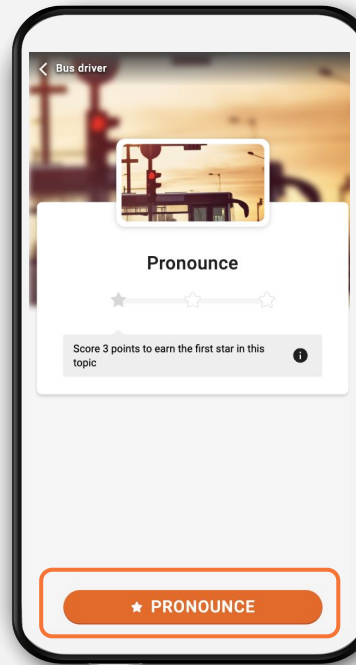 Bus driver
Pronounce
Score 3 points to earn the first star in this
topic
PRONOUNCE